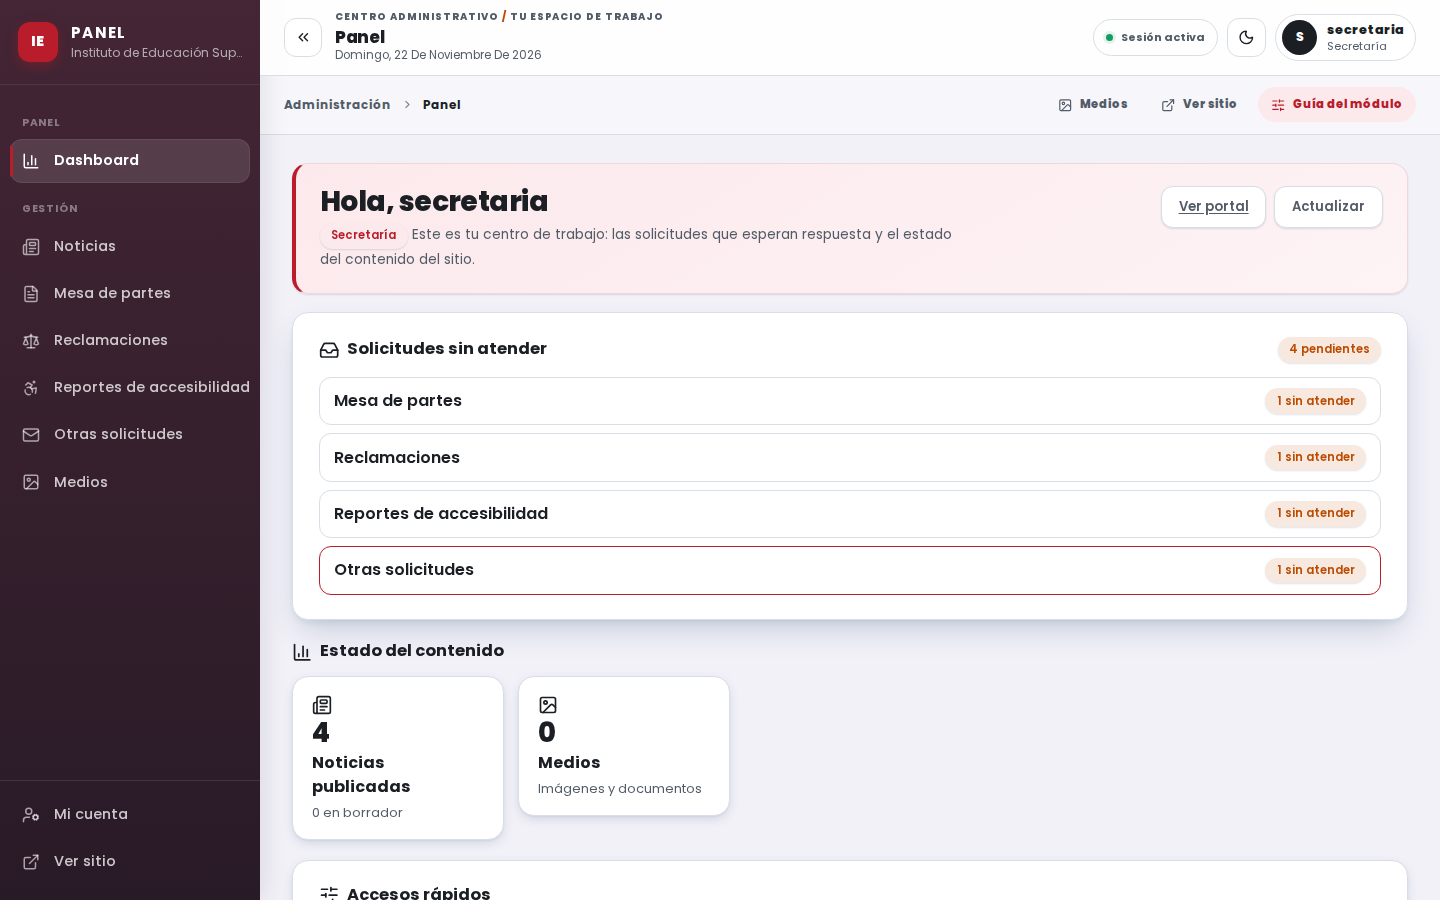 IE
PANEL
Instituto de Educación Sup...
PANEL
Dashboard
GESTIÓN
Noticias
Mesa de partes
Reclamaciones
Reportes de accesibilidad
Otras solicitudes
Medios
Mi cuenta
Ver sitio
CENTRO ADMINISTRATIVO / TU ESPACIO DE TRABAJO
Panel
Domingo, 22 De Noviembre De 2026
Sesión activa
S
secretaria
Secretaría
Administración > Panel
Medios
Ver sitio
Guía del módulo
Hola, secretaria
Secretaría Este es tu centro de trabajo: las solicitudes que esperan respuesta y el estado
del contenido del sitio.
Ver portal
Actualizar
Solicitudes sin atender
4 pendientes
Mesa de partes
1 sin atender
Reclamaciones
1 sin atender
Reportes de accesibilidad
1 sin atender
Otras solicitudes
1 sin atender
Estado del contenido
4
Noticias
publicadas
0 en borrador
0
Medios
Imágenes y documentos
Accesos rápidos